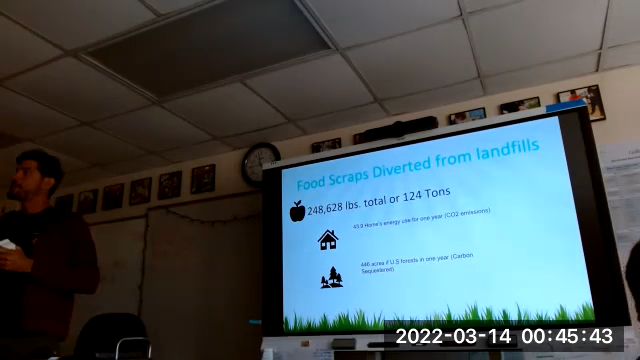 Food Scraps Diverted from landfills
248,628 lbs. total or 124 Tons
43.9 Home's energy use for one year (CO2 emissions)
446 acres if U.S forests in one year (Carbon
Sequestered)
2022-03-14 00:45:43